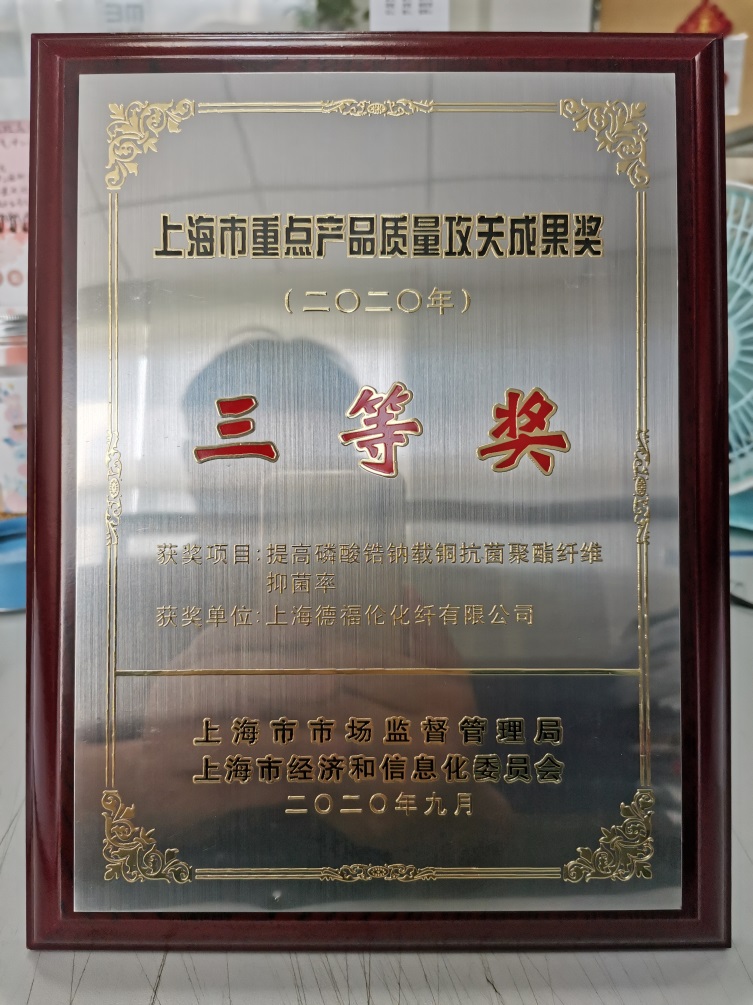 上海市重点产品质量攻关成果奖
（二〇二〇年）
三等奖
获奖项目:提高磷酸锆钠载铜抗菌聚酯纤维
抑菌率
获奖单位:上海德福伦化纤有限公司
上海市市场监督管理局
上海市经济和信息化委员会
二〇二〇年九月